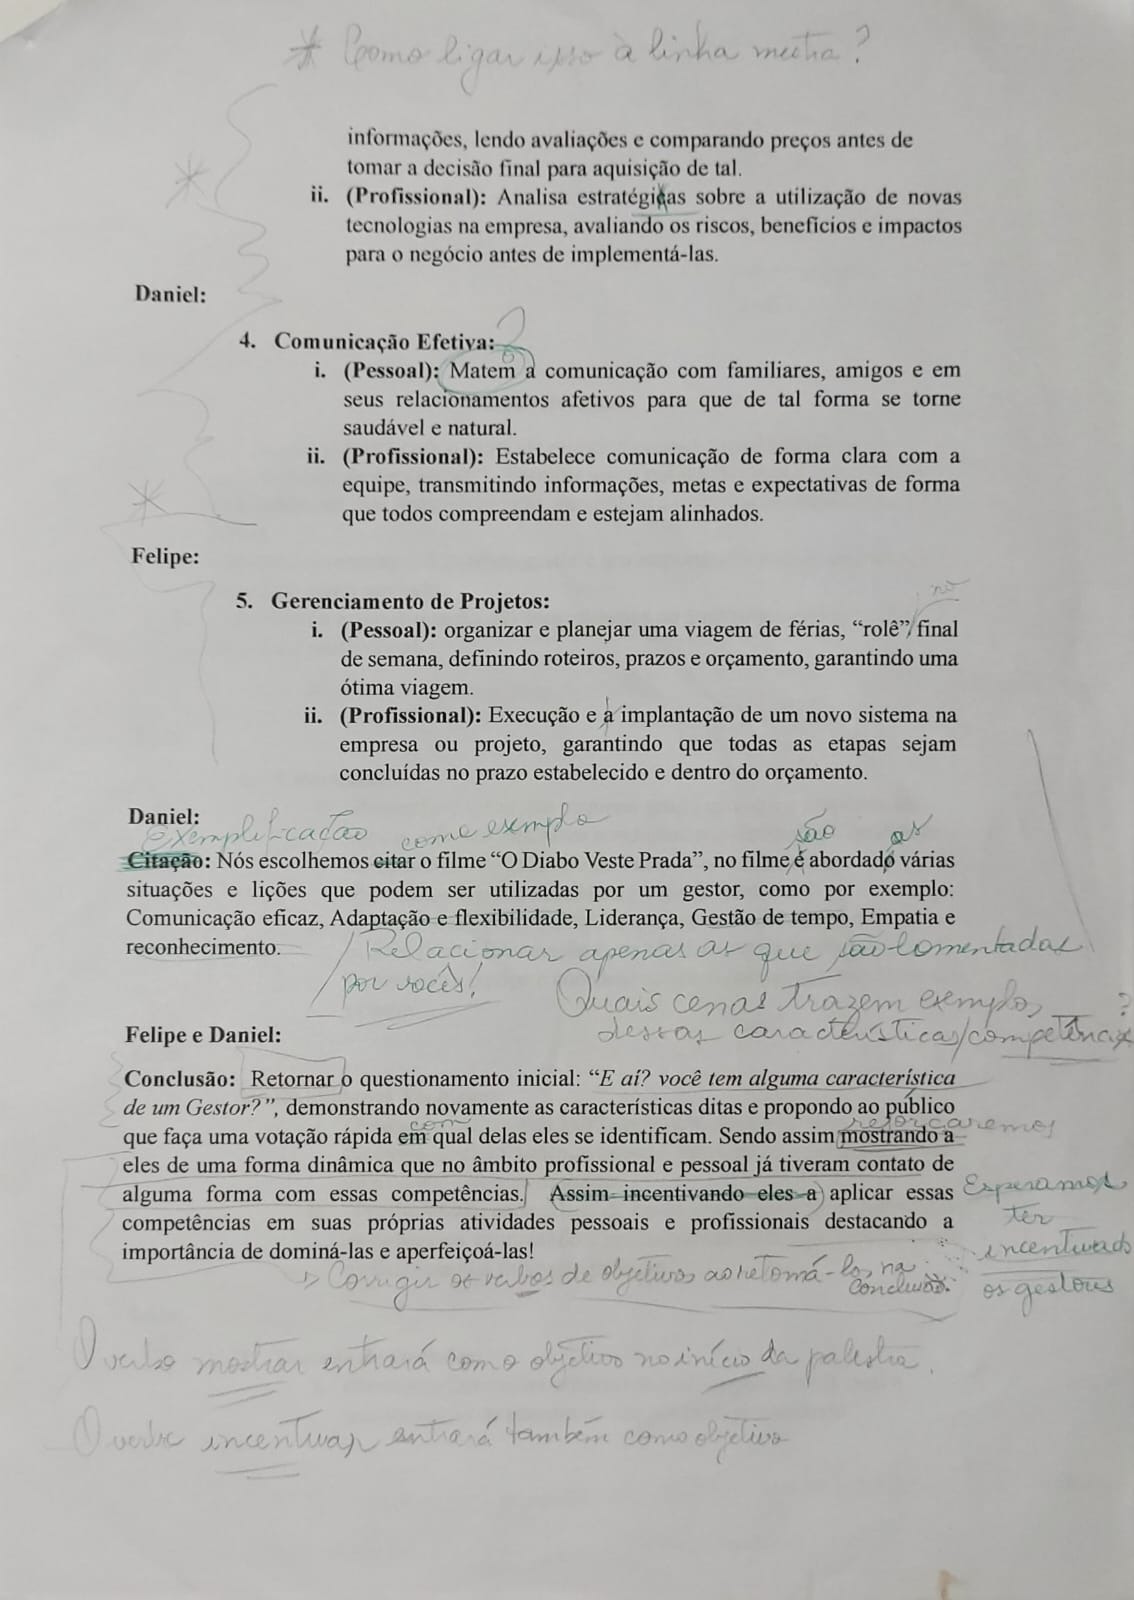 * Como ligar isso à linha mestra?
informações, lendo avaliações e comparando preços antes de
tomar a decisão final para aquisição de tal.
ii. (Profissional): Analisa estratégicas sobre a utilização de novas
tecnologias na empresa, avaliando os riscos, benefícios e impactos
para o negócio antes de implementá-las.
Daniel:
4. Comunicação Efetiva: ?
i. (Pessoal): Matem a comunicação com familiares, amigos e em
seus relacionamentos afetivos para que de tal forma se torne
saudável e natural.
ii. (Profissional): Estabelece comunicação de forma clara com a
equipe, transmitindo informações, metas e expectativas de forma
que todos compreendam e estejam alinhados.
Felipe:
5. Gerenciamento de Projetos:
no
i. (Pessoal): organizar e planejar uma viagem de férias, “rolê” final
de semana, definindo roteiros, prazos e orçamento, garantindo uma
ótima viagem.
ii. (Profissional): Execução e a implantação de um novo sistema na
empresa ou projeto, garantindo que todas as etapas sejam
concluídas no prazo estabelecido e dentro do orçamento.
Daniel:
Exemplificação como exemplo são as
Citação: Nós escolhemos citar o filme “O Diabo Veste Prada”, no filme é abordado várias
situações e lições que podem ser utilizadas por um gestor, como por exemplo:
Comunicação eficaz, Adaptação e flexibilidade, Liderança, Gestão de tempo, Empatia e
reconhecimento.
Relacionar apenas as que são comentadas
por vocês!
Quais cenas trazem exemplos
dessas características/competências?
Felipe e Daniel:
Conclusão: Retornar o questionamento inicial: “E aí? você tem alguma característica
de um Gestor?”, demonstrando novamente as características ditas e propondo ao público
com reforçaremos
que faça uma votação rápida em qual delas eles se identificam. Sendo assim mostrando a
eles de uma forma dinâmica que no âmbito profissional e pessoal já tiveram contato de
alguma forma com essas competências. Assim incentivando eles a aplicar essas
competências em suas próprias atividades pessoais e profissionais destacando a
importância de dominá-las e aperfeiçoá-las!
Esperamos
ter
incentivado
os gestores
Corrigir os verbos de objetivos ao retomá-los na
conclusão.
O verbo mostrar entrará como objetivo no início da palestra.
O verbo incentivar entrará também como objetivo